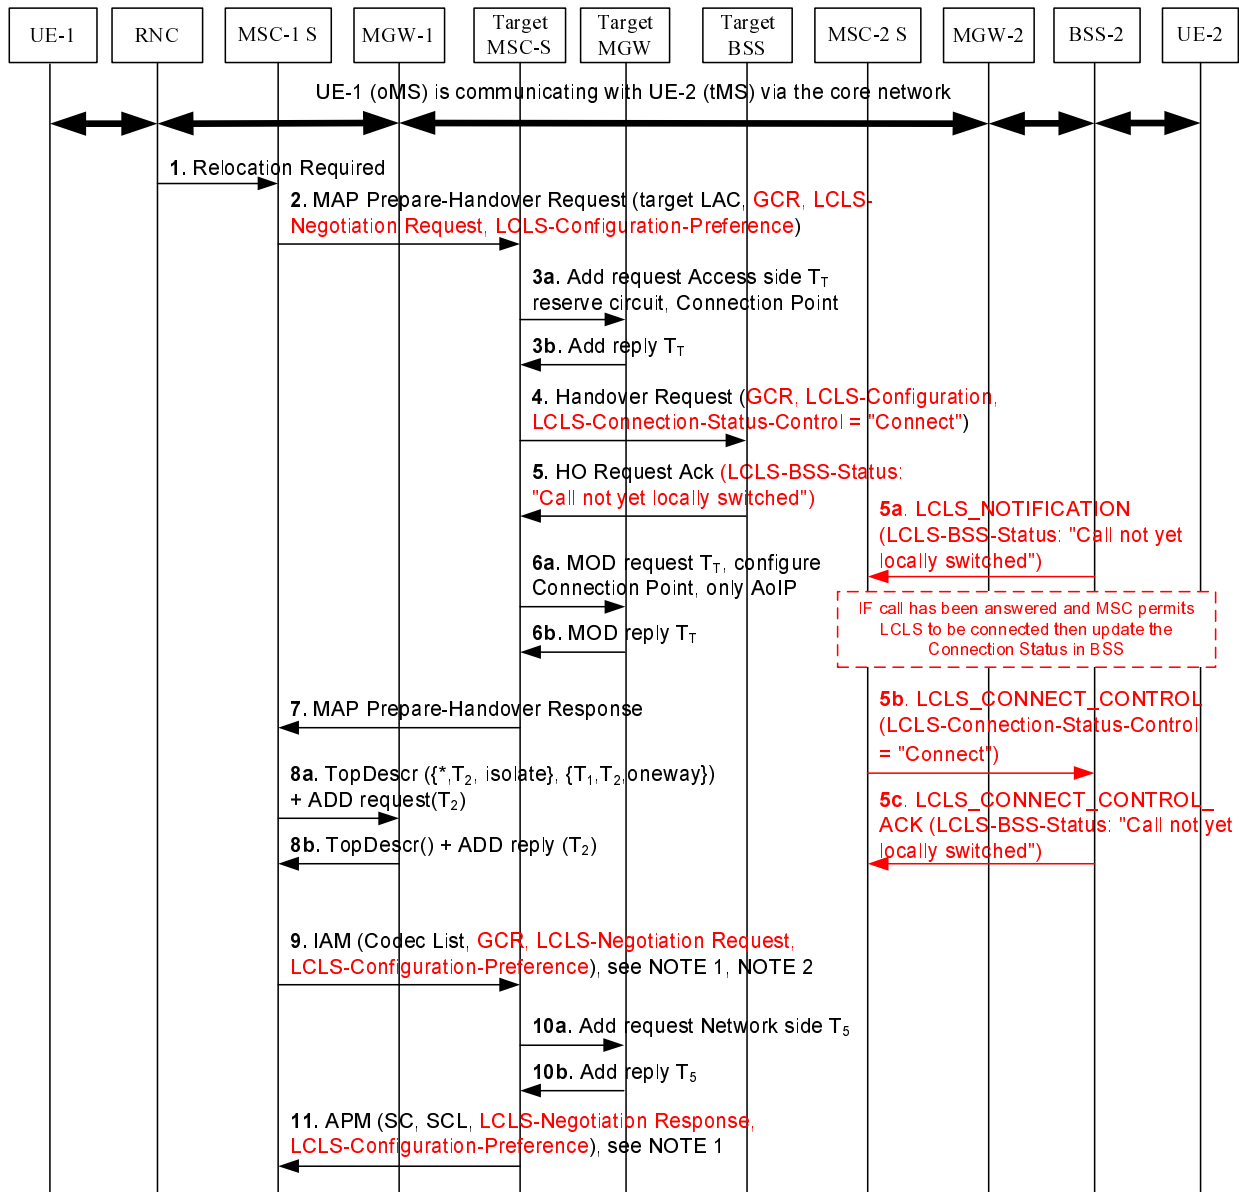 UE-1
RNC
MSC-1 S
MGW-1
Target
MSC-S
Target
MGW
Target
BSS
MSC-2 S
MGW-2
BSS-2
UE-2
UE-1 (oMS) is communicating with UE-2 (tMS) via the core network
1. Relocation Required
2. MAP Prepare-Handover Request (target LAC, GCR, LCLS-
Negotiation Request, LCLS-Configuration-Preference)
3a. Add request Access side TT
reserve circuit, Connection Point
3b. Add reply TT
4. Handover Request (GCR, LCLS-Configuration,
LCLS-Connection-Status-Control = "Connect")
5. HO Request Ack (LCLS-BSS-Status:
"Call not yet locally switched")
5a. LCLS_NOTIFICATION
(LCLS-BSS-Status: "Call not yet
locally switched")
6a. MOD request TT, configure
Connection Point, only AoIP
6b. MOD reply TT
IF call has been answered and MSC permits
LCLS to be connected then update the
Connection Status in BSS
7. MAP Prepare-Handover Response
5b. LCLS_CONNECT_CONTROL
(LCLS-Connection-Status-Control
= "Connect")
8a. TopDescr ({*,T2, isolate}, {T1,T2,oneway})
+ ADD request(T2)
8b. TopDescr() + ADD reply (T2)
5c. LCLS_CONNECT_CONTROL_
ACK (LCLS-BSS-Status: "Call not yet
locally switched")
9. IAM (Codec List, GCR, LCLS-Negotiation Request,
LCLS-Configuration-Preference), see NOTE 1, NOTE 2
10a. Add request Network side T5
10b. Add reply T5
11. APM (SC, SCL, LCLS-Negotiation Response,
LCLS-Configuration-Preference), see NOTE 1